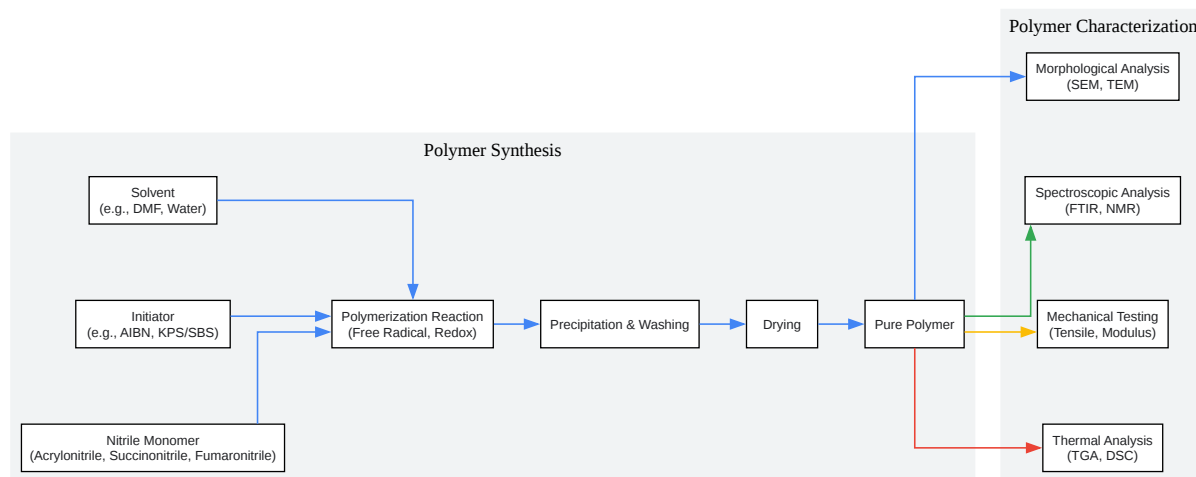 Polymer Characterization
Morphological Analysis
(SEM, TEM)
Polymer Synthesis
Solvent
(e.g., DMF, Water)
Spectroscopic Analysis
(FTIR, NMR)
Initiator
(e.g., AIBN, KPS/SBS)
Polymerization Reaction
(Free Radical, Redox)
Precipitation & Washing
Drying
Pure Polymer
Mechanical Testing
(Tensile, Modulus)
Nitrile Monomer
(Acrylonitrile, Succinonitrile, Fumaronitrile)
Thermal Analysis
(TGA, DSC)